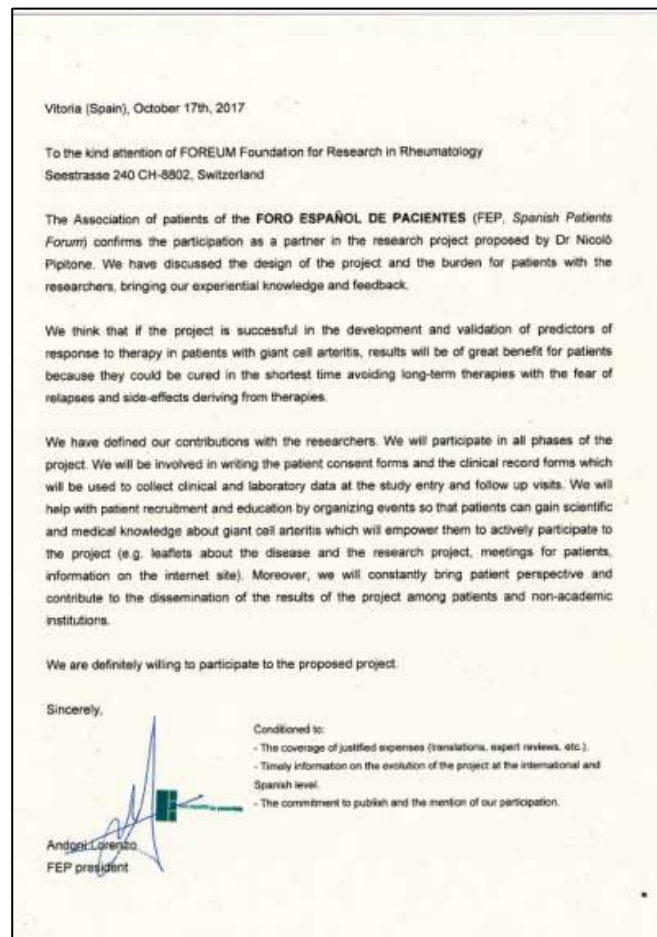 Vitoria (Spain), October 17th, 2017
To the kind attention of FOREUM Foundation for Research in Rheumatology
Seestrasse 240 CH-8802, Switzerland
The Association of patients of the FORO ESPAÑOL DE PACIENTES (FEP, Spanish Patients
Forum) confirms the participation as a partner in the research project proposed by Dr Nicolò
Pipitone. We have discussed the design of the project and the burden for patients with the
researchers, bringing our experiential knowledge and feedback.
We think that if the project is successful in the development and validation of predictors of
response to therapy in patients with giant cell arteritis, results will be of great benefit for patients
because they could be cured in the shortest time avoiding long-term therapies with the fear of
relapses and side-effects deriving from therapies.
We have defined our contributions with the researchers. We will participate in all phases of the
project. We will be involved in writing the patient consent forms and the clinical record forms which
will be used to collect clinical and laboratory data at the study entry and follow up visits. We will
help with patient recruitment and education by organizing events so that patients can gain scientific
and medical knowledge about giant cell arteritis which will empower them to actively participate to
the project (e.g. leaflets about the disease and the research project, meetings for patients,
information on the internet site). Moreover, we will constantly bring patient perspective and
contribute to the dissemination of the results of the project among patients and non-academic
institutions.
We are definitely willing to participate to the proposed project.
Sincerely,
Conditioned to:
- The coverage of justified expenses (translations, expert reviews, etc.).
- Timely information on the evolution of the project at the international and
Spanish level.
- The commitment to publish and the mention of our participation.
Andoni Lorenzo
FEP president